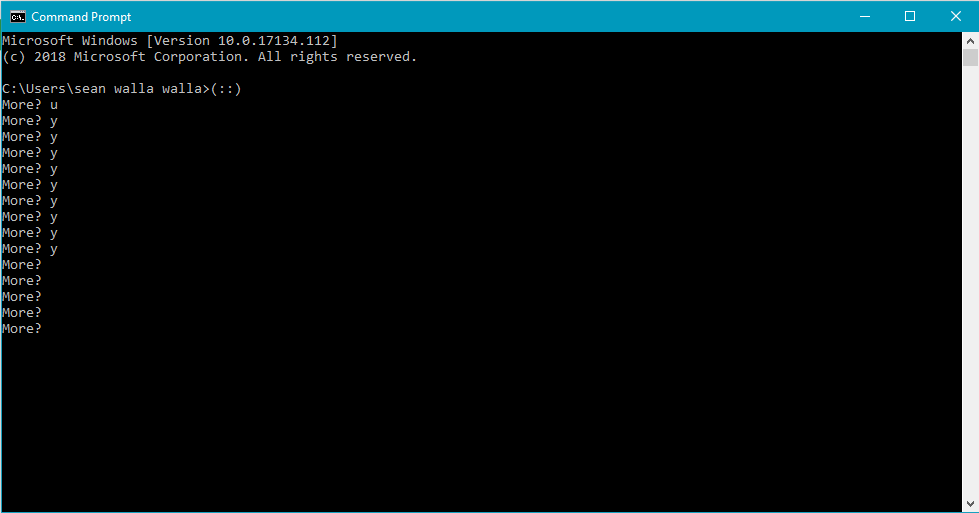 Command Prompt
Microsoft Windows [Version 10.0.17134.112]
(c) 2018 Microsoft Corporation. All rights reserved.
C:\Users\sean walla walla>(::)
More? u
More? y
More? y
More? y
More? y
More? y
More? y
More? y
More? y
More? y
More?
More?
More?
More?
More?